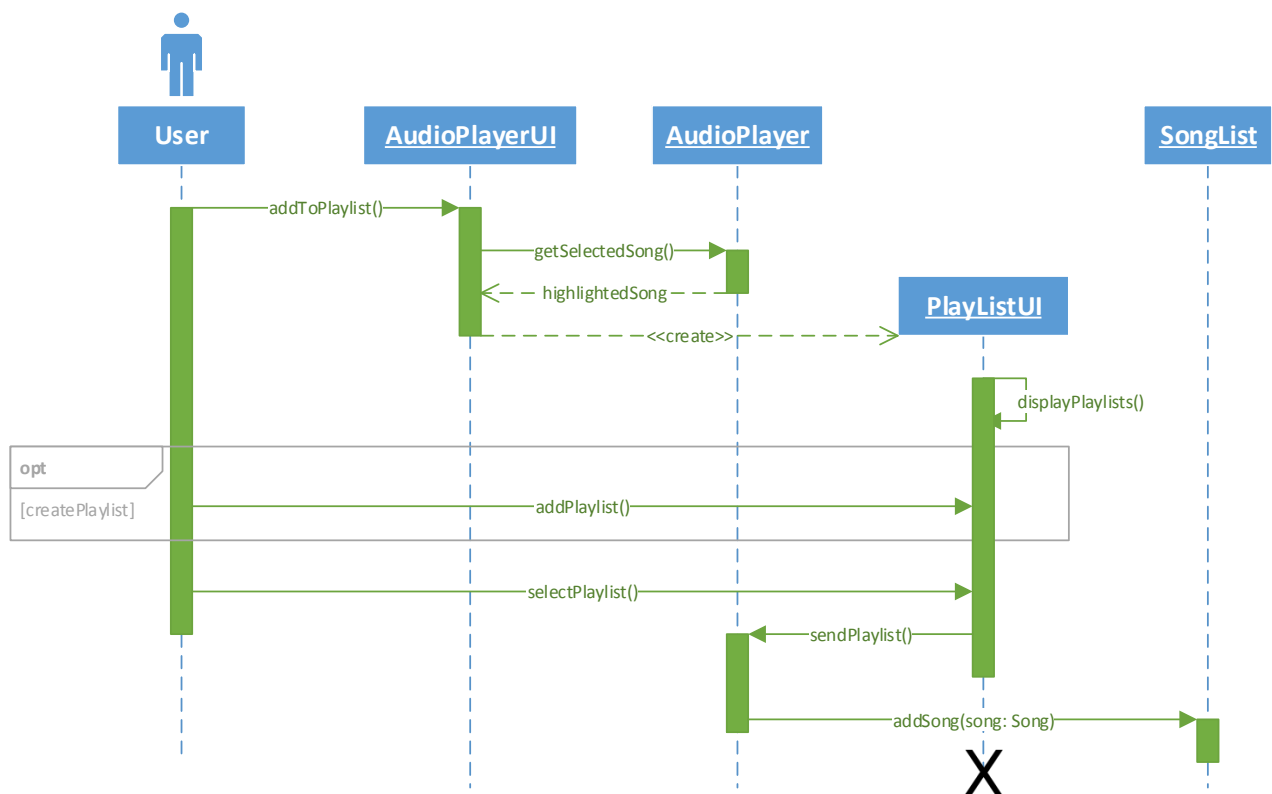 User
AudioPlayerUI
AudioPlayer
SongList
addToPlaylist()
getSelectedSong()
highlightedSong
PlayListUI
<<create>>
displayPlaylists()
opt
[createPlaylist]
addPlaylist()
selectPlaylist()
sendPlaylist()
addSong(song: Song)
X